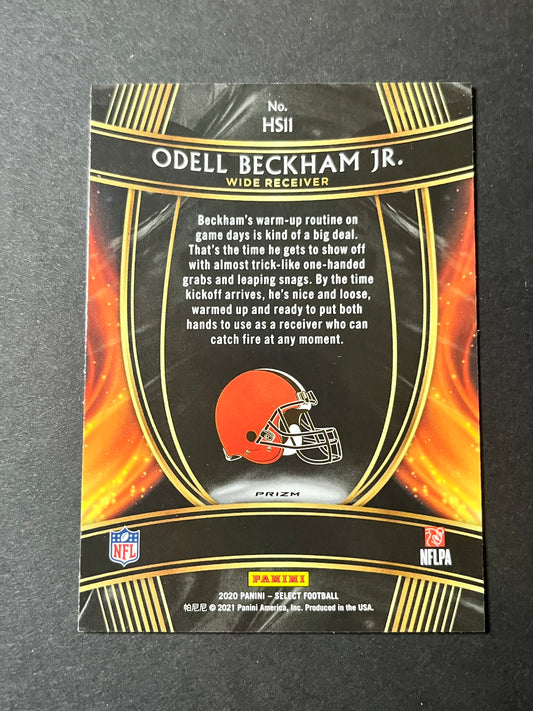 No.
HS11
ODELL BECKHAM JR.
WIDE RECEIVER
Beckham's warm-up routine on
game days is kind of a big deal.
That's the time he gets to show off
with almost trick-like one-handed
grabs and leaping snags. By the time
kickoff arrives, he's nice and loose,
warmed up and ready to put both
hands to use as a receiver who can
catch fire at any moment.
PRIZM
NFL
NFLPA
PANINI
2020 PANINI – SELECT FOOTBALL
帕尼尼 © 2021 Panini America, Inc. Produced in the USA.